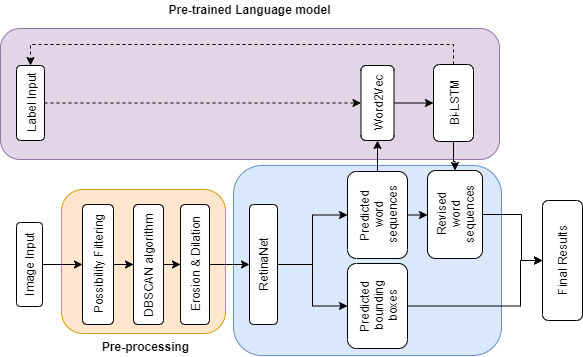 Pre-trained Language model
Label Input
Word2Vec
Bi-LSTM
Image Input
Possibility Filtering
DBSCAN algorithm
Erosion & Dilation
RetinaNet
Predicted
word
sequences
Revised
word
sequences
Predicted
bounding
boxes
Final Results
Pre-processing